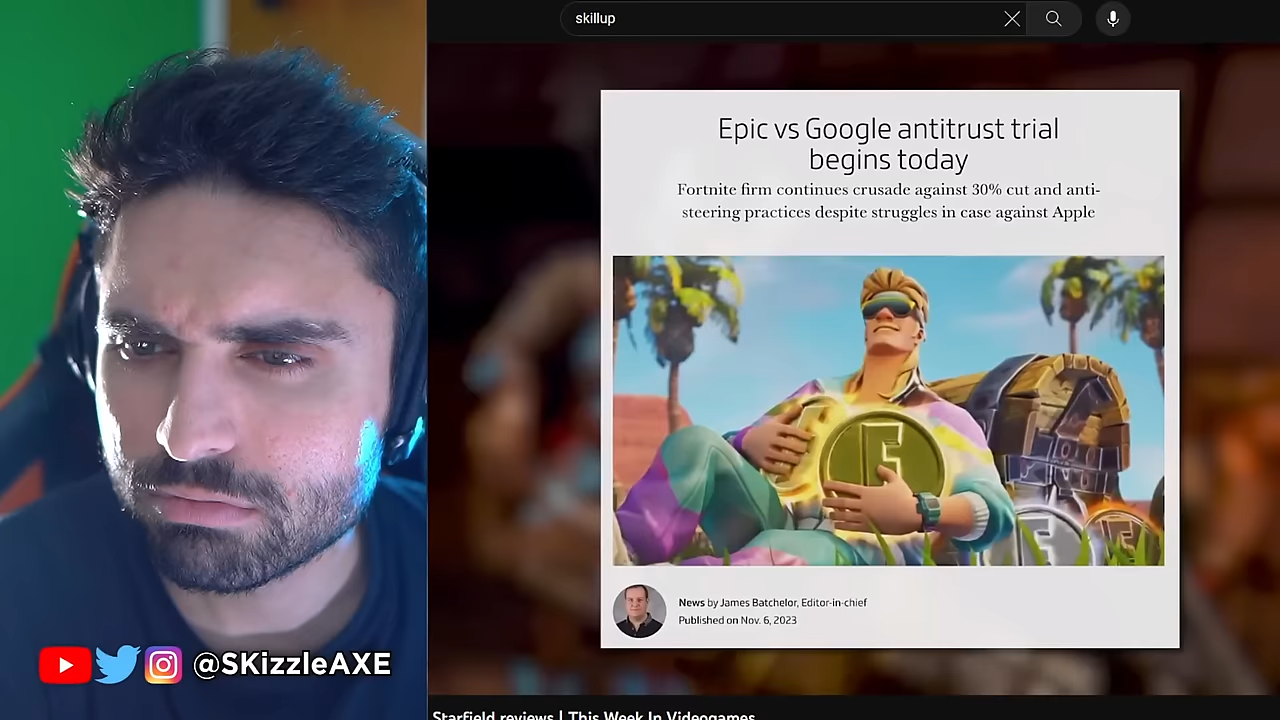 skillup
Epic vs Google antitrust trial
begins today
Fortnite firm continues crusade against 30% cut and anti-
steering practices despite struggles in case against Apple
E
E
E
News by James Batchelor, Editor-in-chief
Published on Nov. 6, 2023
@SKizzleAXE
Starfield reviews | This Week In Videogames